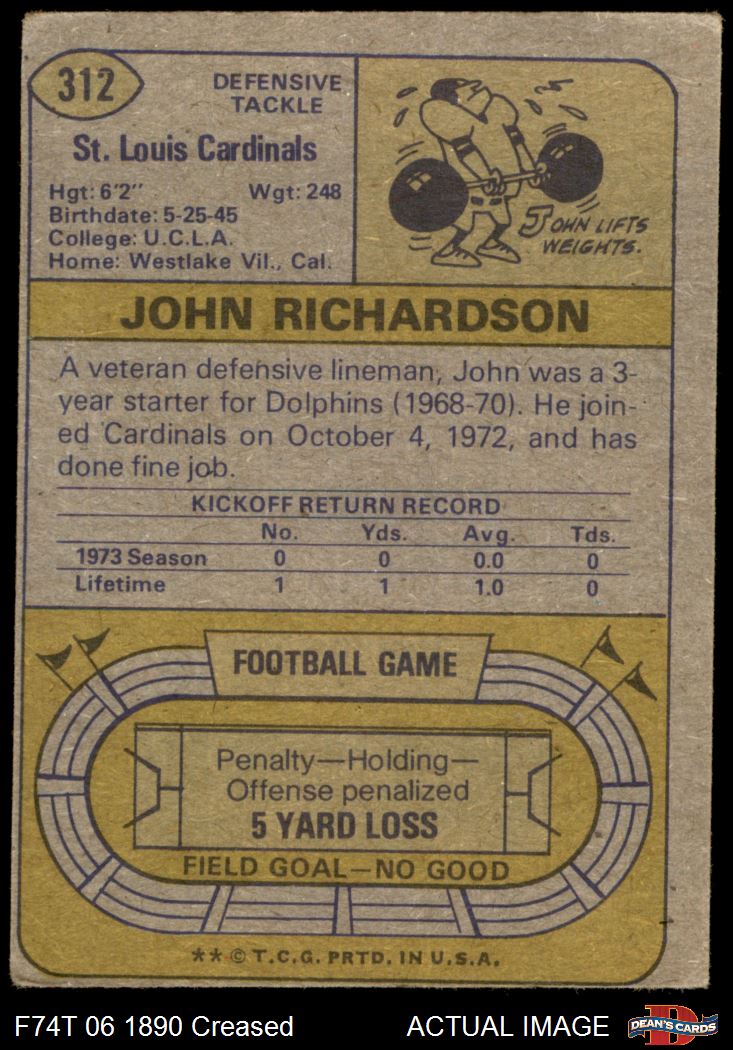 312
DEFENSIVE
TACKLE
St. Louis Cardinals
Hgt: 6'2" Wgt: 248
Birthdate: 5-25-45
College: U.C.L.A.
Home: Westlake Vil., Cal.
JOHN LIFTS
WEIGHTS.
JOHN RICHARDSON
A veteran defensive lineman, John was a 3-
year starter for Dolphins (1968-70). He join-
ed Cardinals on October 4, 1972, and has
done fine job.
KICKOFF RETURN RECORD
No. Yds. Avg. Tds.
1973 Season 0 0 0.0 0
Lifetime 1 1 1.0 0
FOOTBALL GAME
Penalty—Holding—
Offense penalized
5 YARD LOSS
FIELD GOAL—NO GOOD
** © T.C.G. PRTD. IN U.S.A.
F74T 06 1890 Creased ACTUAL IMAGE
D
DEAN'S CARDS